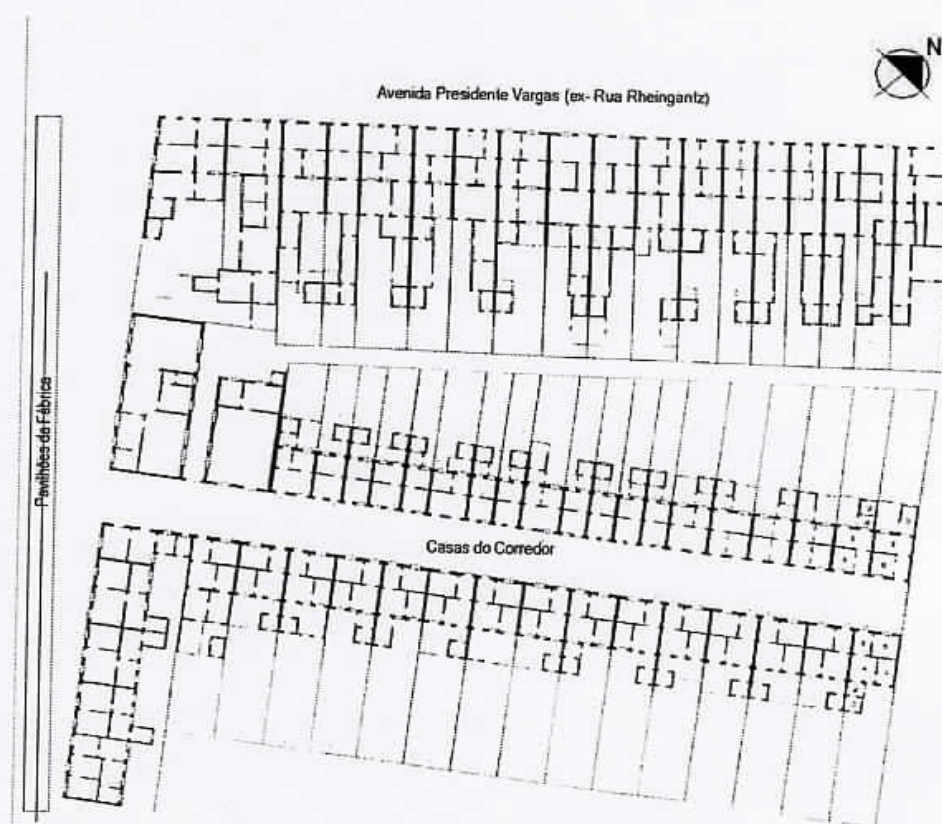 N
Avenida Presidente Vargas (ex- Rua Rheingantz)
Pavilhões da Fábrica
Casas do Corredor